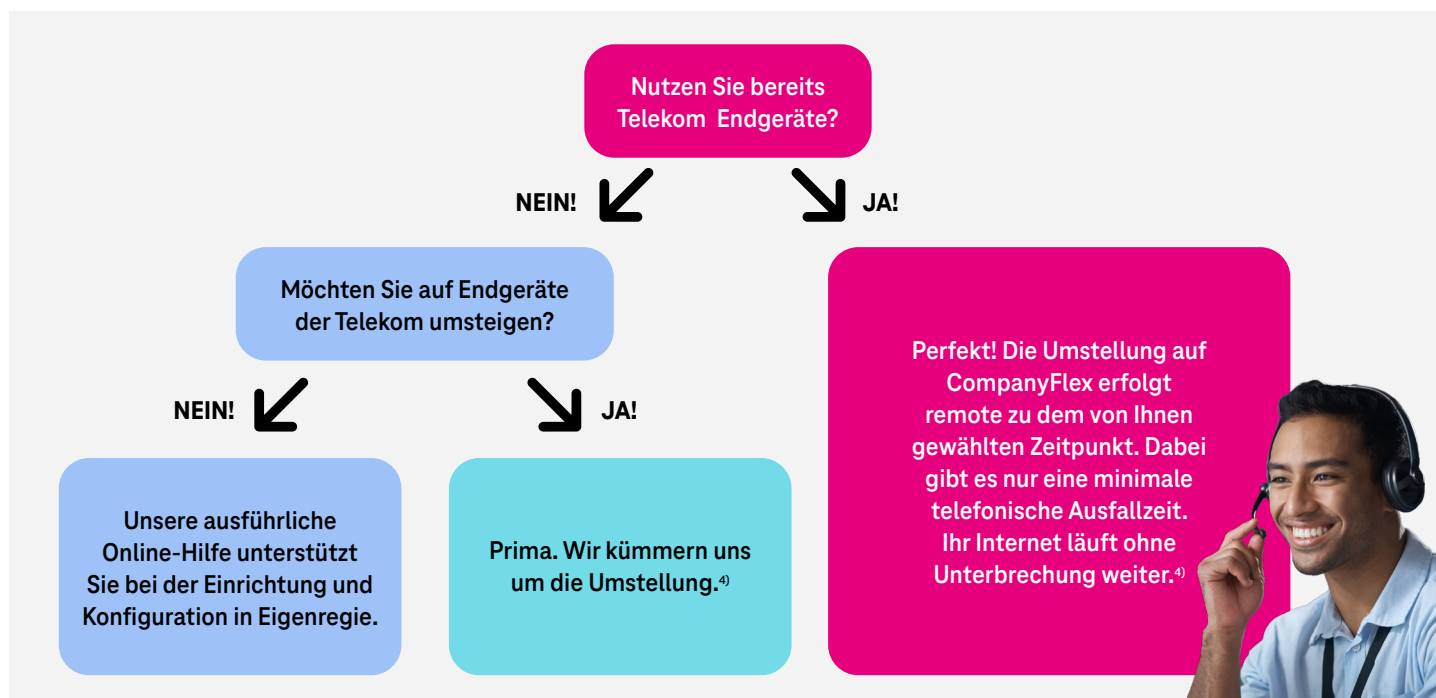 Nutzen Sie bereits
Telekom Endgeräte?
NEIN!
JA!
Möchten Sie auf Endgeräte
der Telekom umsteigen?
NEIN!
JA!
Unsere ausführliche
Online-Hilfe unterstützt
Sie bei der Einrichtung und
Konfiguration in Eigenregie.
Prima. Wir kümmern uns
um die Umstellung.⁴⁾
Perfekt! Die Umstellung auf
CompanyFlex erfolgt
remote zu dem von Ihnen
gewählten Zeitpunkt. Dabei
gibt es nur eine minimale
telefonische Ausfallzeit.
Ihr Internet läuft ohne
Unterbrechung weiter.⁴⁾